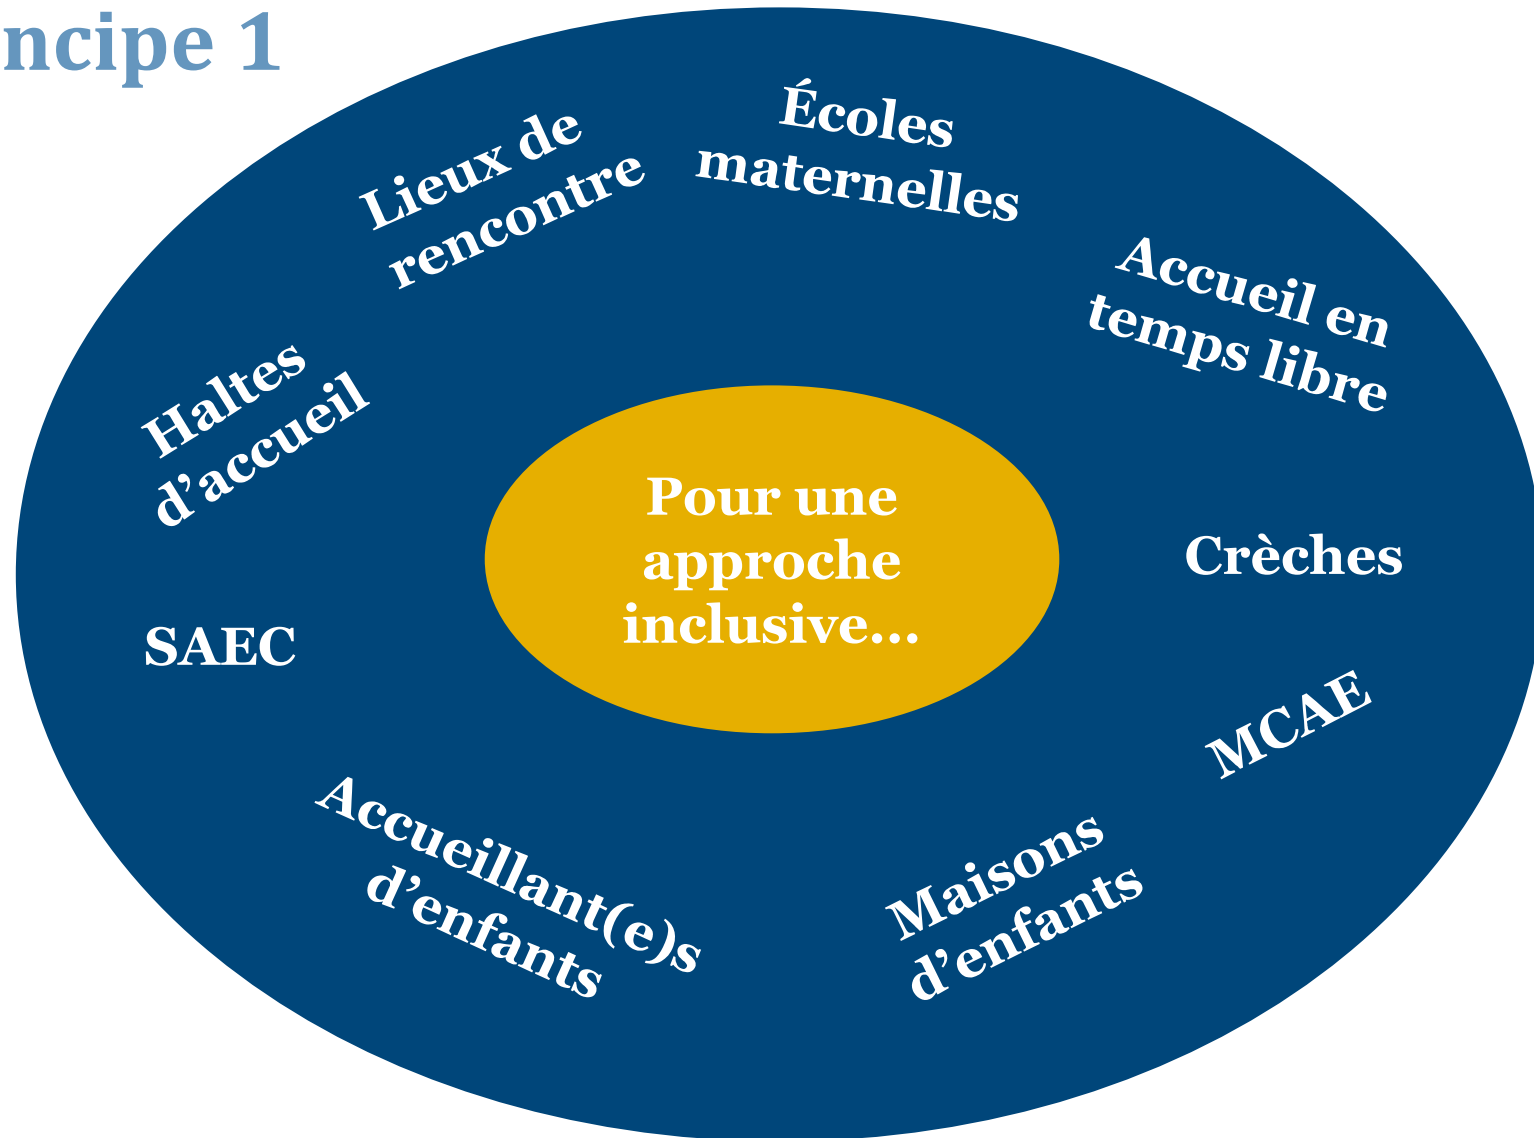 ncipe 1
Écoles
maternelles
Lieux de
rencontre
Accueil en
temps libre
Haltes
d’accueil
Pour une
approche
inclusive...
Crèches
SAEC
MCAE
Accueillant(e)s
d’enfants
Maisons
d’enfants